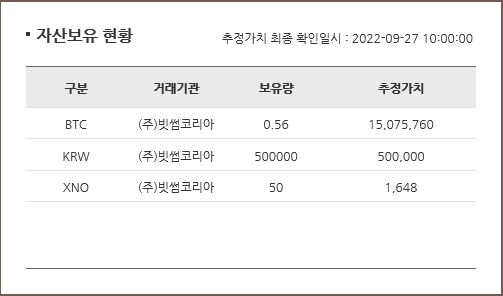 자산보유 현황
추정가치 최종 확인일시 : 2022-09-27 10:00:00
구분 거래기관 보유량 추정가치
BTC (주)빗썸코리아 0.56 15,075,760
KRW (주)빗썸코리아 500000 500,000
XNO (주)빗썸코리아 50 1,648